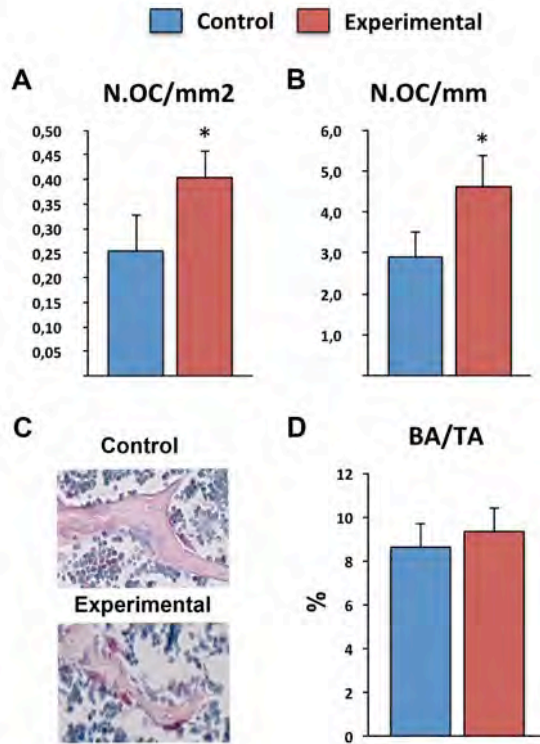 Control Experimental
A
N.OC/mm2
0,50
0,45
0,40
0,35
0,30
0,25
0,20
0,15
0,10
0,05
*
B
N.OC/mm
6,0
5,0
4,0
3,0
2,0
1,0
*
C
Control
Experimental
D
BA/TA
%
12
10
8
6
4
2
0